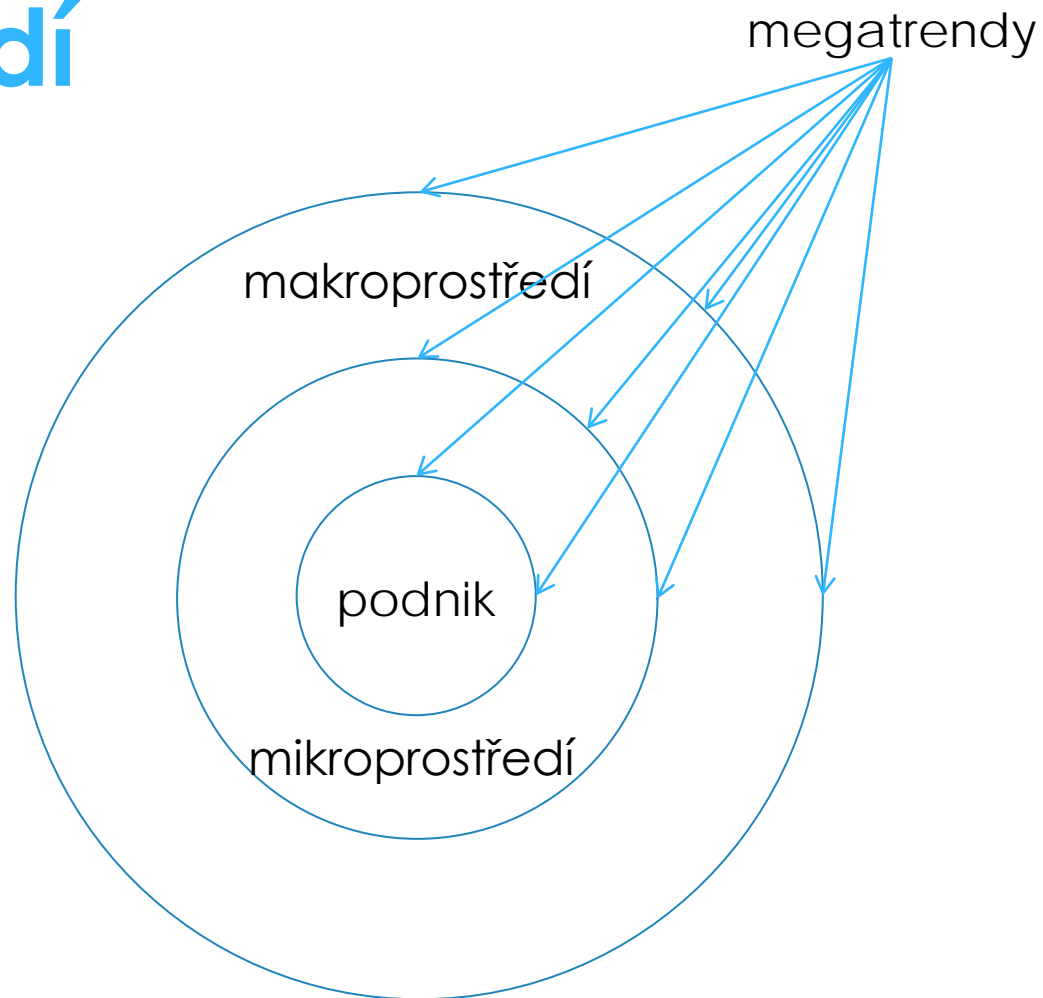 dí
megatrendy
makroprostředí
podnik
mikroprostředí